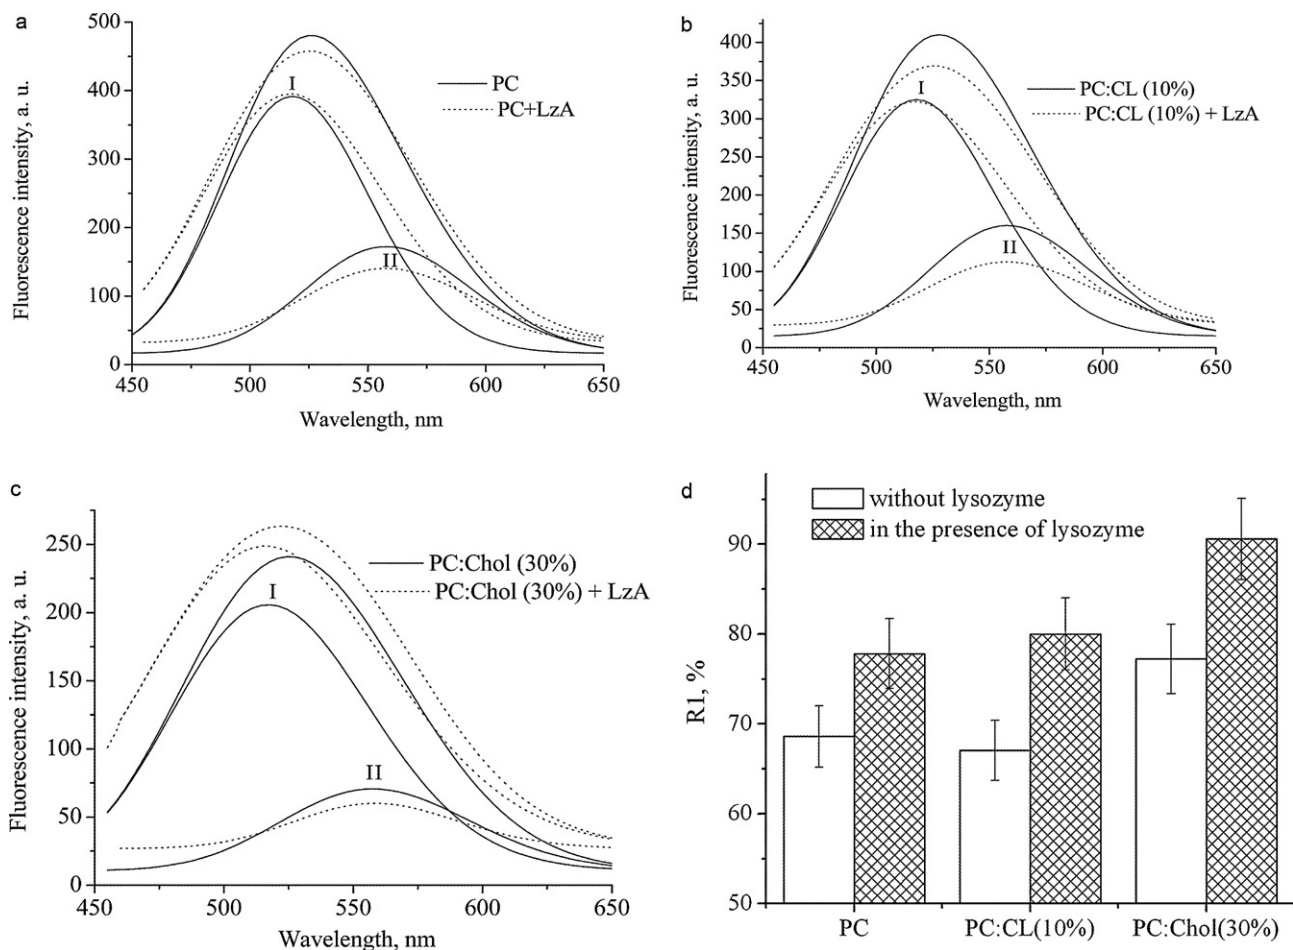 a
500
400
300
200
100
0
450
500
550
600
650
Fluorescence intensity, a. u.
Wavelength, nm
I
II
PC
PC+LzA
b
400
350
300
250
200
150
100
50
0
450
500
550
600
650
Fluorescence intensity, a. u.
Wavelength, nm
I
II
PC:CL (10%)
PC:CL (10%) + LzA
c
250
200
150
100
50
0
450
500
550
600
650
Fluorescence intensity, a. u.
Wavelength, nm
I
II
PC:Chol (30%)
PC:Chol (30%) + LzA
d
without lysozyme
in the presence of lysozyme
90
80
70
60
50
R1, %
PC
PC:CL(10%)
PC:Chol(30%)